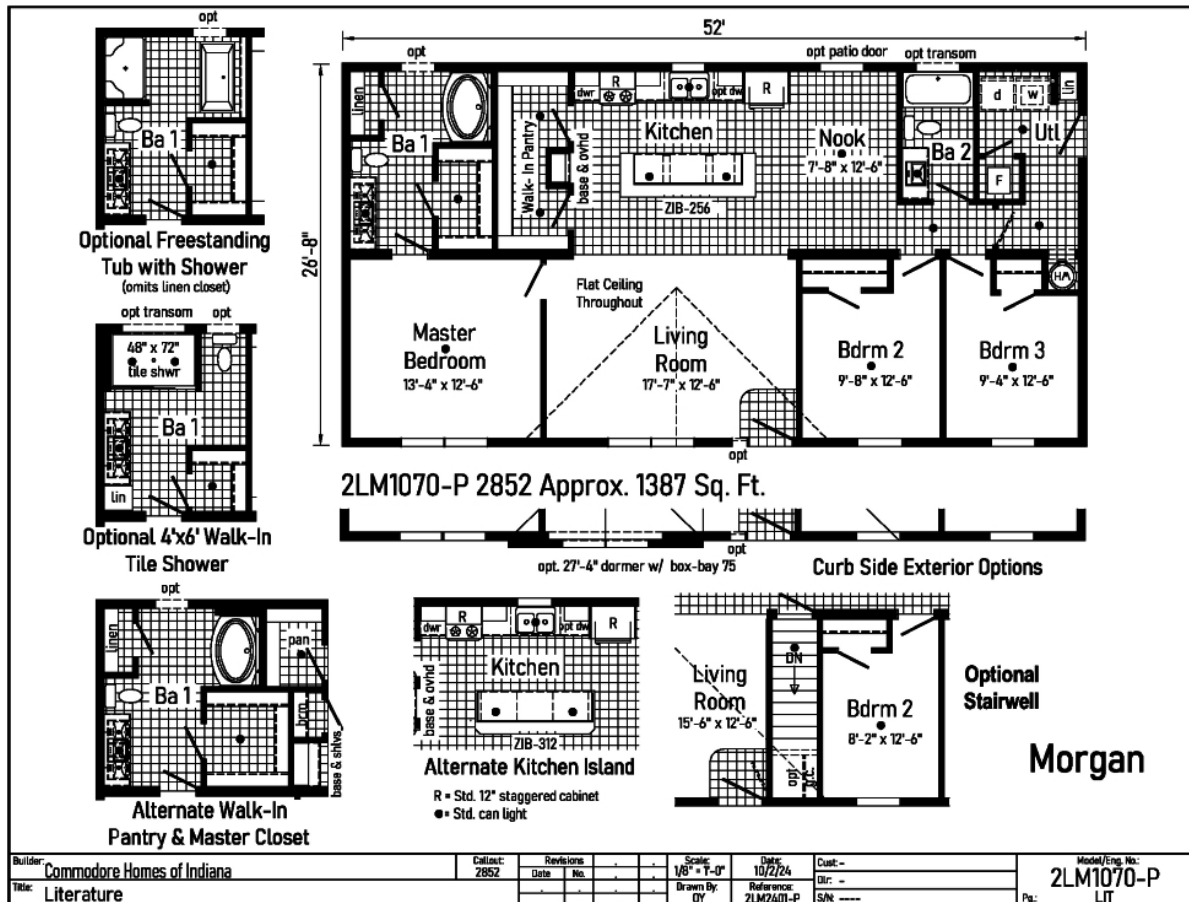 52'
opt
opt patio door
opt transom
26'-8"
linen
Ba 1
Walk- In Pantry
base & ovhd
dwr
R
opt dw
R
Kitchen
ZIB-256
Nook
7'-8" x 12'-6"
Ba 2
d
w
lin
Utl
F
H/W
Master
Bedroom
13'-4" x 12'-6"
Flat Ceiling
Throughout
Living
Room
17'-7" x 12'-6"
Bdrm 2
9'-8" x 12'-6"
Bdrm 3
9'-4" x 12'-6"
opt
2LM1070-P 2852 Approx. 1387 Sq. Ft.
opt
opt. 27'-4" dormer w/ box-bay 75
Curb Side Exterior Options
opt
Ba 1
Optional Freestanding
Tub with Shower
(omits linen closet)
opt transom
opt
48" x 72"
tile shwr
Ba 1
lin
Optional 4'x6' Walk-In
Tile Shower
opt
linen
Ba 1
pan
brm
base & shlvs
Alternate Walk-In
Pantry & Master Closet
dwr
R
opt dw
R
base & ovhd
Kitchen
ZIB-312
Alternate Kitchen Island
R = Std. 12" staggered cabinet
● = Std. can light
Living
Room
15'-6" x 12'-6"
DN
opt
Bdrm 2
8'-2" x 12'-6"
Optional
Stairwell
Morgan
Builder: Commodore Homes of Indiana
Title: Literature
Callout:
2852
Revisions
Date No.
Scale:
1/8" = 1'-0"
Drawn By:
Date:
10/2/24
Reference:
2LM2401-P
Cust: -
Dlr: -
S/N: ----
Model/Eng. No.:
2LM1070-P
Pg.: LIT